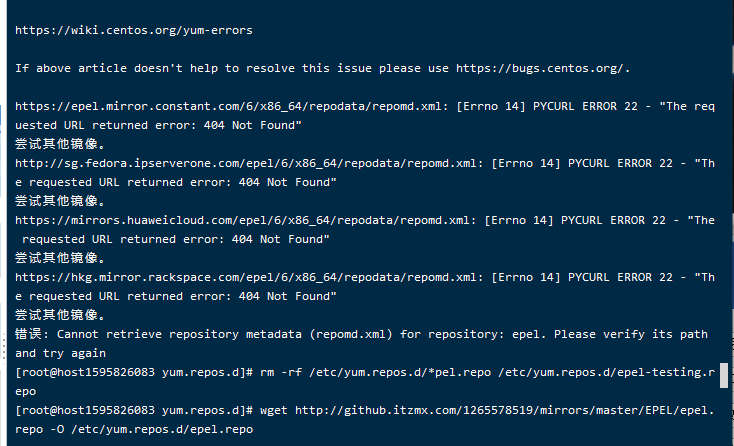 https://wiki.centos.org/yum-errors
If above article doesn't help to resolve this issue please use https://bugs.centos.org/.
https://epel.mirror.constant.com/6/x86_64/repodata/repomd.xml: [Errno 14] PYCURL ERROR 22 - "The req
uested URL returned error: 404 Not Found"
尝试其他镜像。
http://sg.fedora.ipserverone.com/epel/6/x86_64/repodata/repomd.xml: [Errno 14] PYCURL ERROR 22 - "Th
e requested URL returned error: 404 Not Found"
尝试其他镜像。
https://mirrors.huaweicloud.com/epel/6/x86_64/repodata/repomd.xml: [Errno 14] PYCURL ERROR 22 - "The
 requested URL returned error: 404 Not Found"
尝试其他镜像。
https://hkg.mirror.rackspace.com/epel/6/x86_64/repodata/repomd.xml: [Errno 14] PYCURL ERROR 22 - "Th
e requested URL returned error: 404 Not Found"
尝试其他镜像。
错误: Cannot retrieve repository metadata (repomd.xml) for repository: epel. Please verify its path
and try again
[root@host1595826083 yum.repos.d]# rm -rf /etc/yum.repos.d/*pel.repo /etc/yum.repos.d/epel-testing.r
epo
[root@host1595826083 yum.repos.d]# wget http://github.itzmx.com/1265578519/mirrors/master/EPEL/epel.
repo -O /etc/yum.repos.d/epel.repo